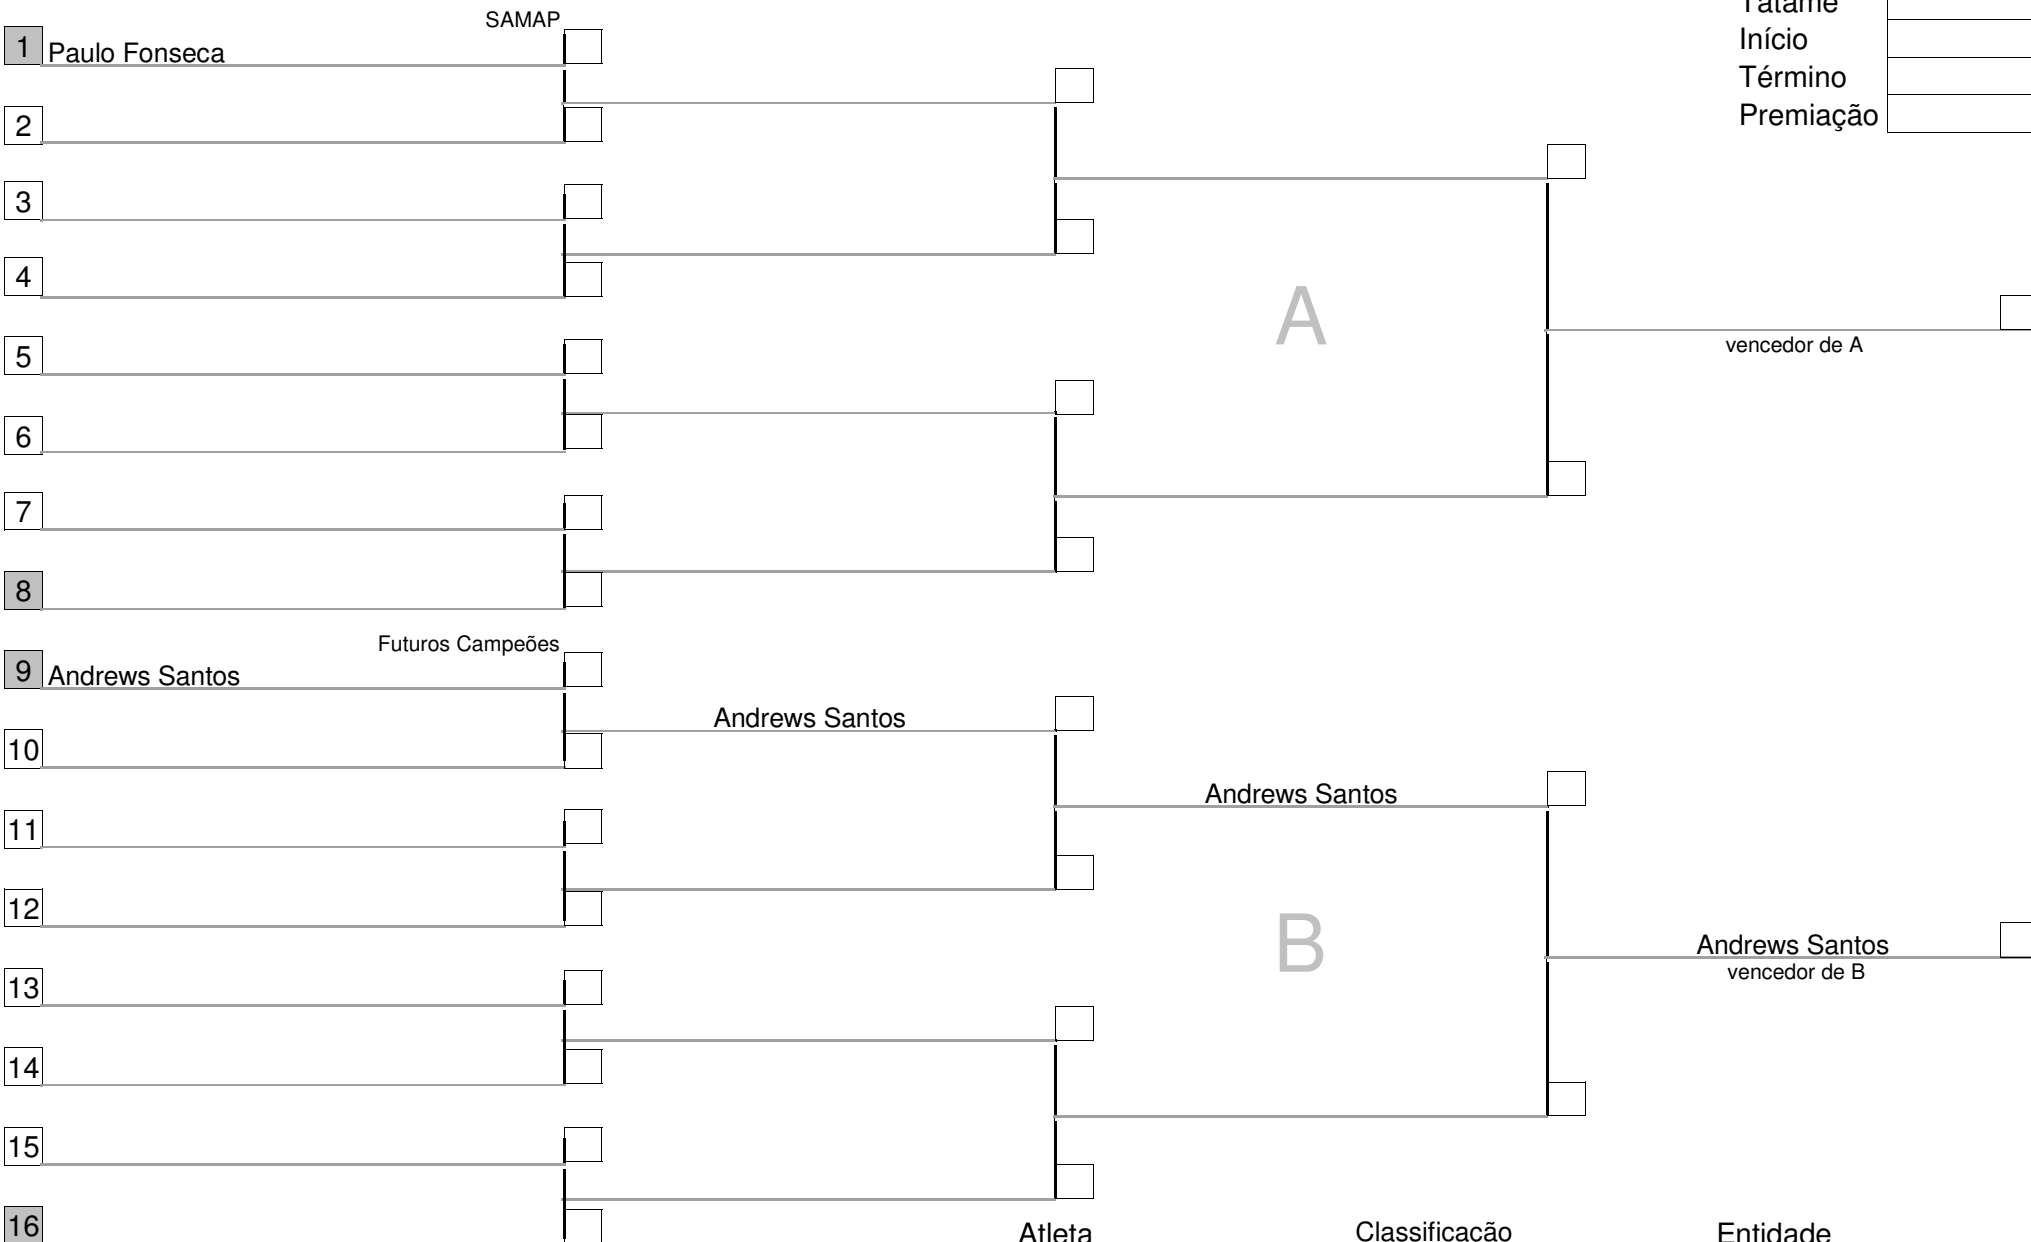 SAMAP
1 Paulo Fonseca
2
3
4
5
6
7
8
Futuros Campeões
9 Andrews Santos
10
11
12
13
14
15
16
Andrews Santos
A
B
Andrews Santos
Tatame
Início
Término
Premiação
vencedor de A
Andrews Santos
vencedor de B
Atleta Classificação Entidade